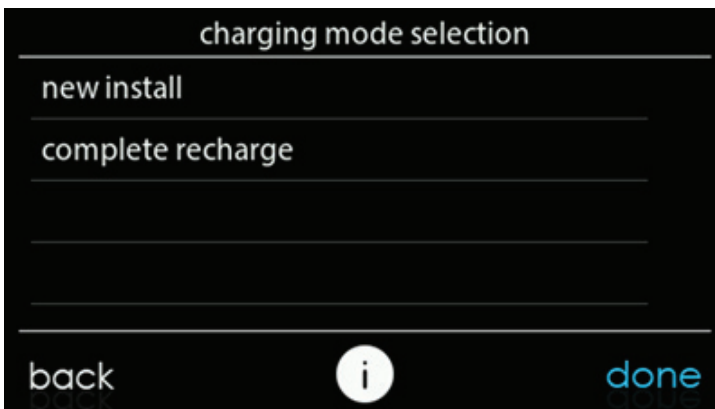 charging mode selection
new install
complete recharge
back
i
done